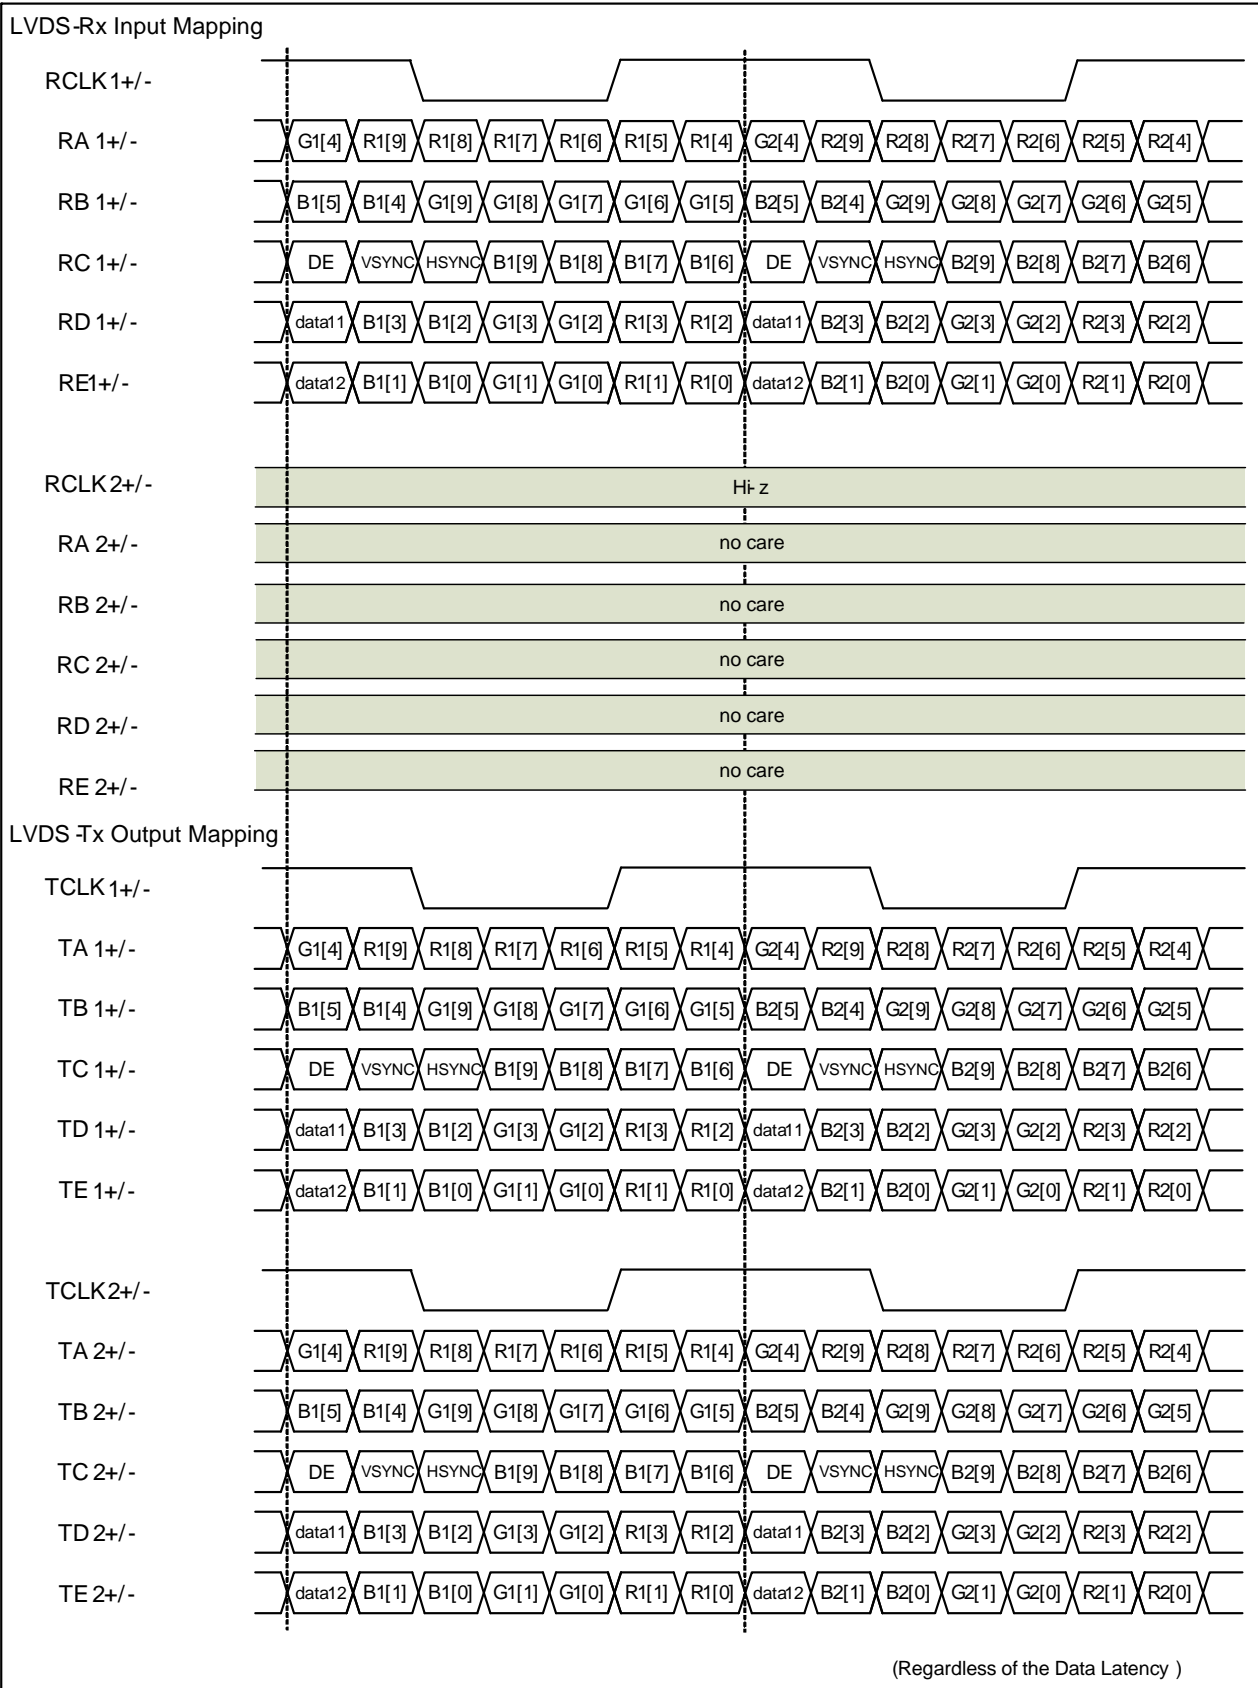 LVDS-Rx Input Mapping
RCLK1+/-
RA 1+/- G1[4] R1[9] R1[8] R1[7] R1[6] R1[5] R1[4] G2[4] R2[9] R2[8] R2[7] R2[6] R2[5] R2[4]
RB 1+/- B1[5] B1[4] G1[9] G1[8] G1[7] G1[6] G1[5] B2[5] B2[4] G2[9] G2[8] G2[7] G2[6] G2[5]
RC 1+/- DE VSYNC HSYNC B1[9] B1[8] B1[7] B1[6] DE VSYNC HSYNC B2[9] B2[8] B2[7] B2[6]
RD 1+/- data11 B1[3] B1[2] G1[3] G1[2] R1[3] R1[2] data11 B2[3] B2[2] G2[3] G2[2] R2[3] R2[2]
RE1+/- data12 B1[1] B1[0] G1[1] G1[0] R1[1] R1[0] data12 B2[1] B2[0] G2[1] G2[0] R2[1] R2[0]
RCLK 2+/- Hi-z
RA 2+/- no care
RB 2+/- no care
RC 2+/- no care
RD 2+/- no care
RE 2+/- no care
LVDS -Tx Output Mapping
TCLK 1+/-
TA 1+/- G1[4] R1[9] R1[8] R1[7] R1[6] R1[5] R1[4] G2[4] R2[9] R2[8] R2[7] R2[6] R2[5] R2[4]
TB 1+/- B1[5] B1[4] G1[9] G1[8] G1[7] G1[6] G1[5] B2[5] B2[4] G2[9] G2[8] G2[7] G2[6] G2[5]
TC 1+/- DE VSYNC HSYNC B1[9] B1[8] B1[7] B1[6] DE VSYNC HSYNC B2[9] B2[8] B2[7] B2[6]
TD 1+/- data11 B1[3] B1[2] G1[3] G1[2] R1[3] R1[2] data11 B2[3] B2[2] G2[3] G2[2] R2[3] R2[2]
TE 1+/- data12 B1[1] B1[0] G1[1] G1[0] R1[1] R1[0] data12 B2[1] B2[0] G2[1] G2[0] R2[1] R2[0]
TCLK 2+/-
TA 2+/- G1[4] R1[9] R1[8] R1[7] R1[6] R1[5] R1[4] G2[4] R2[9] R2[8] R2[7] R2[6] R2[5] R2[4]
TB 2+/- B1[5] B1[4] G1[9] G1[8] G1[7] G1[6] G1[5] B2[5] B2[4] G2[9] G2[8] G2[7] G2[6] G2[5]
TC 2+/- DE VSYNC HSYNC B1[9] B1[8] B1[7] B1[6] DE VSYNC HSYNC B2[9] B2[8] B2[7] B2[6]
TD 2+/- data11 B1[3] B1[2] G1[3] G1[2] R1[3] R1[2] data11 B2[3] B2[2] G2[3] G2[2] R2[3] R2[2]
TE 2+/- data12 B1[1] B1[0] G1[1] G1[0] R1[1] R1[0] data12 B2[1] B2[0] G2[1] G2[0] R2[1] R2[0]
(Regardless of the Data Latency )